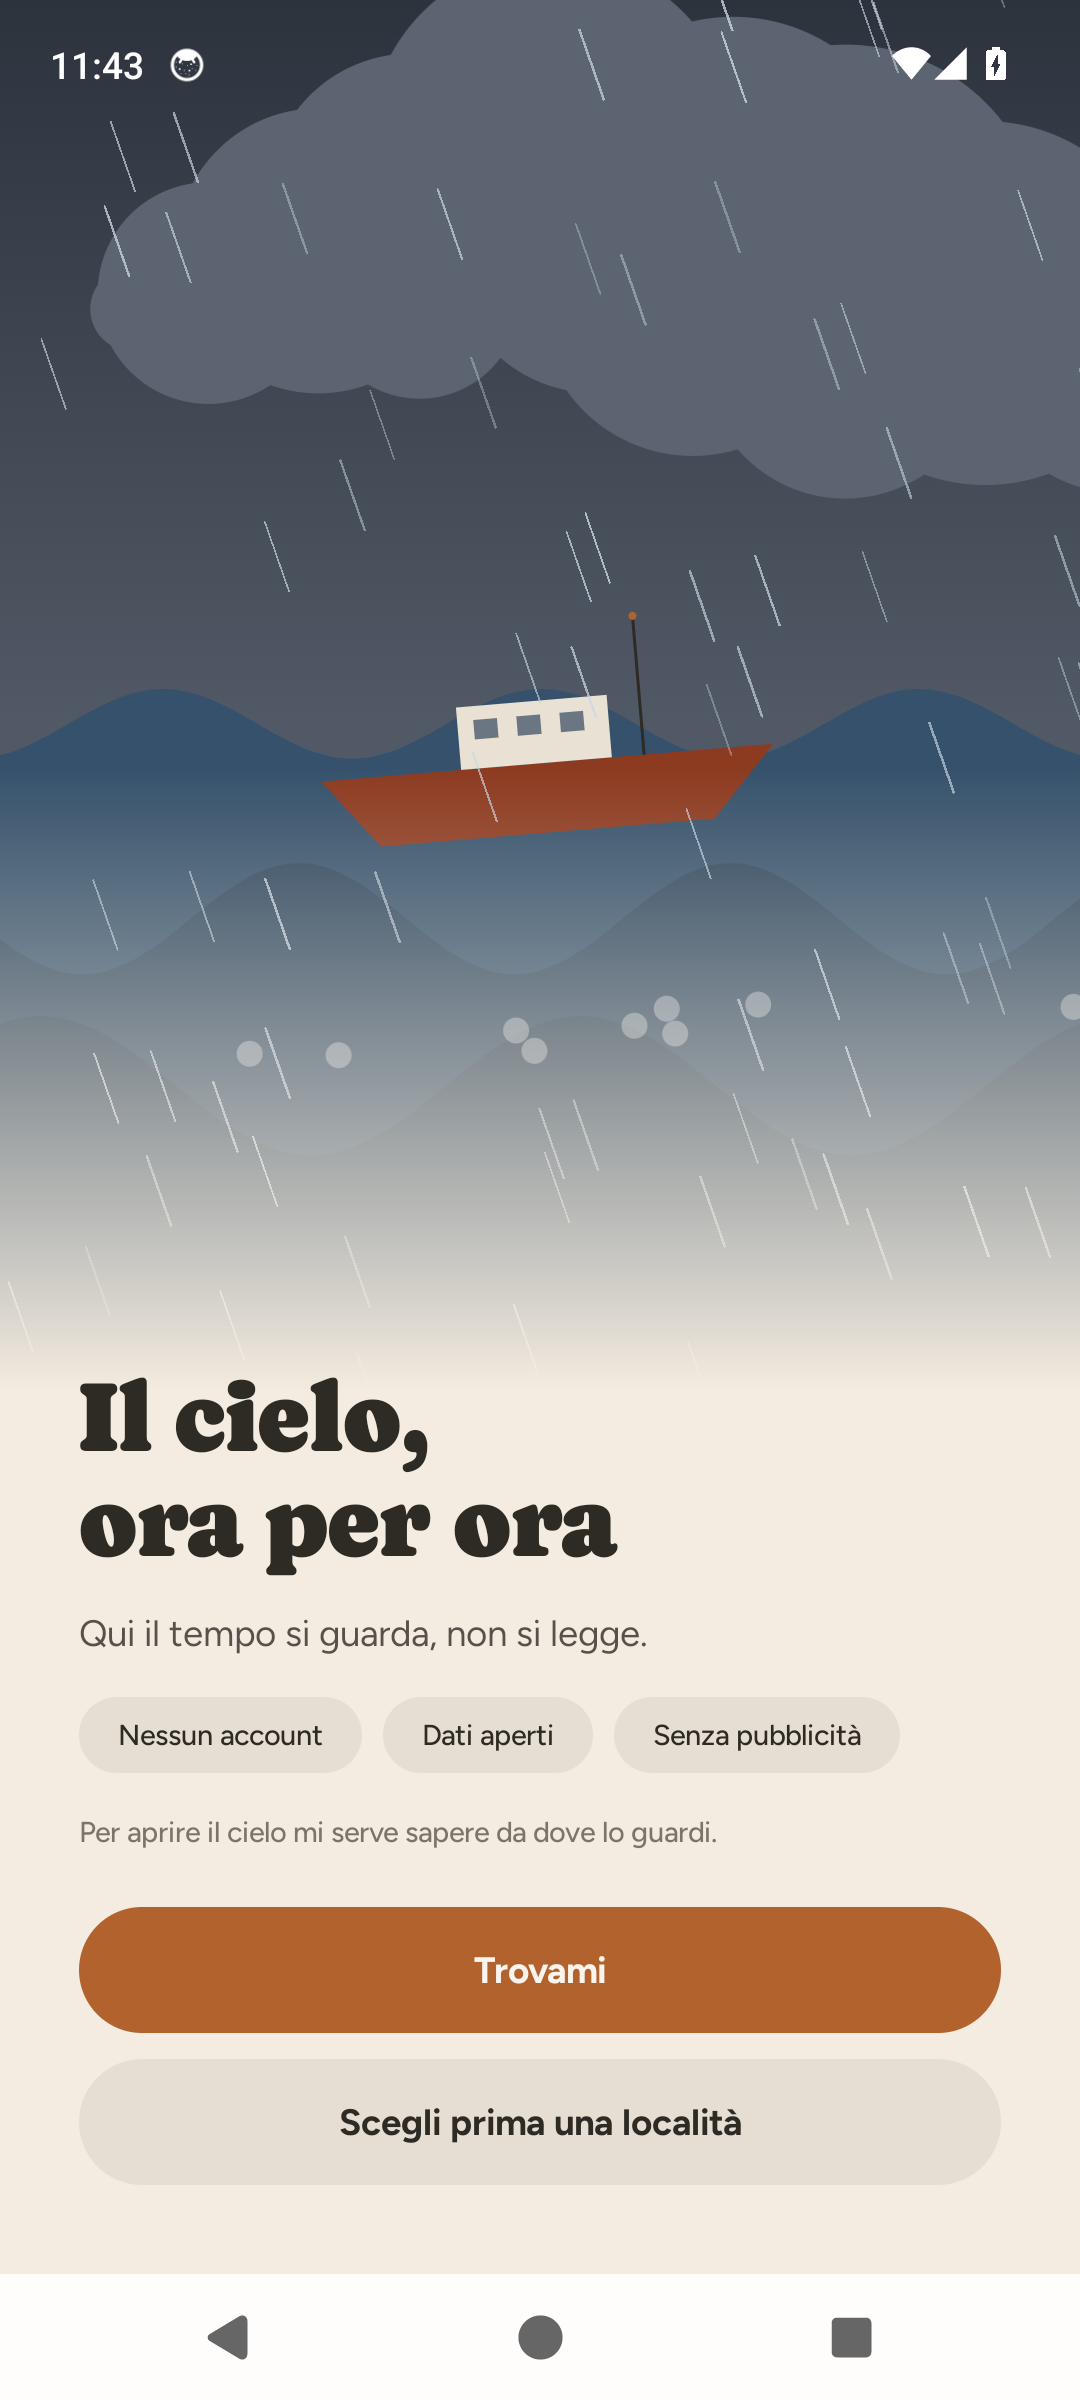 11:43
Il cielo,
ora per ora
Qui il tempo si guarda, non si legge.
Nessun account
Dati aperti
Senza pubblicità
Per aprire il cielo mi serve sapere da dove lo guardi.
Trovami
Scegli prima una località